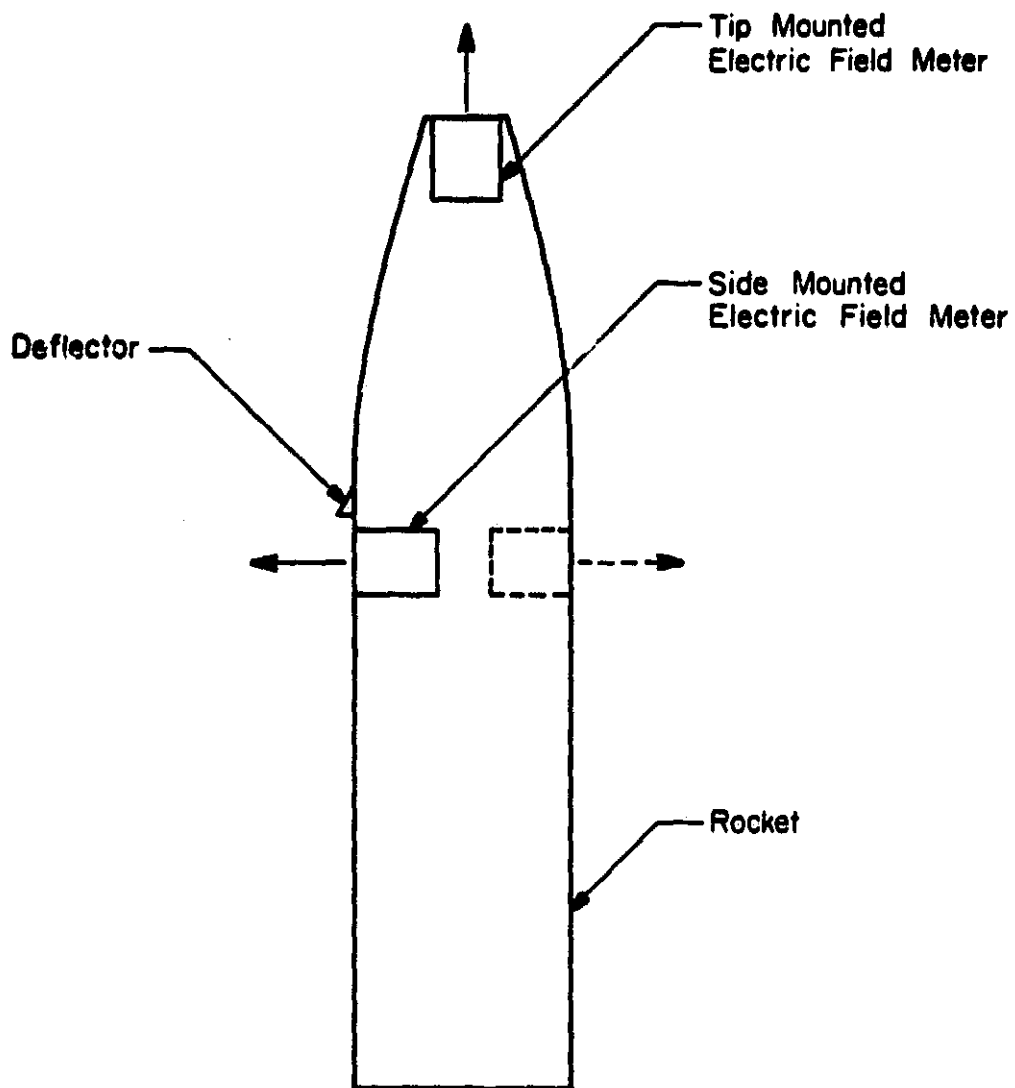 Tip Mounted
Electric Field Meter
Side Mounted
Electric Field Meter
Deflector
Rocket